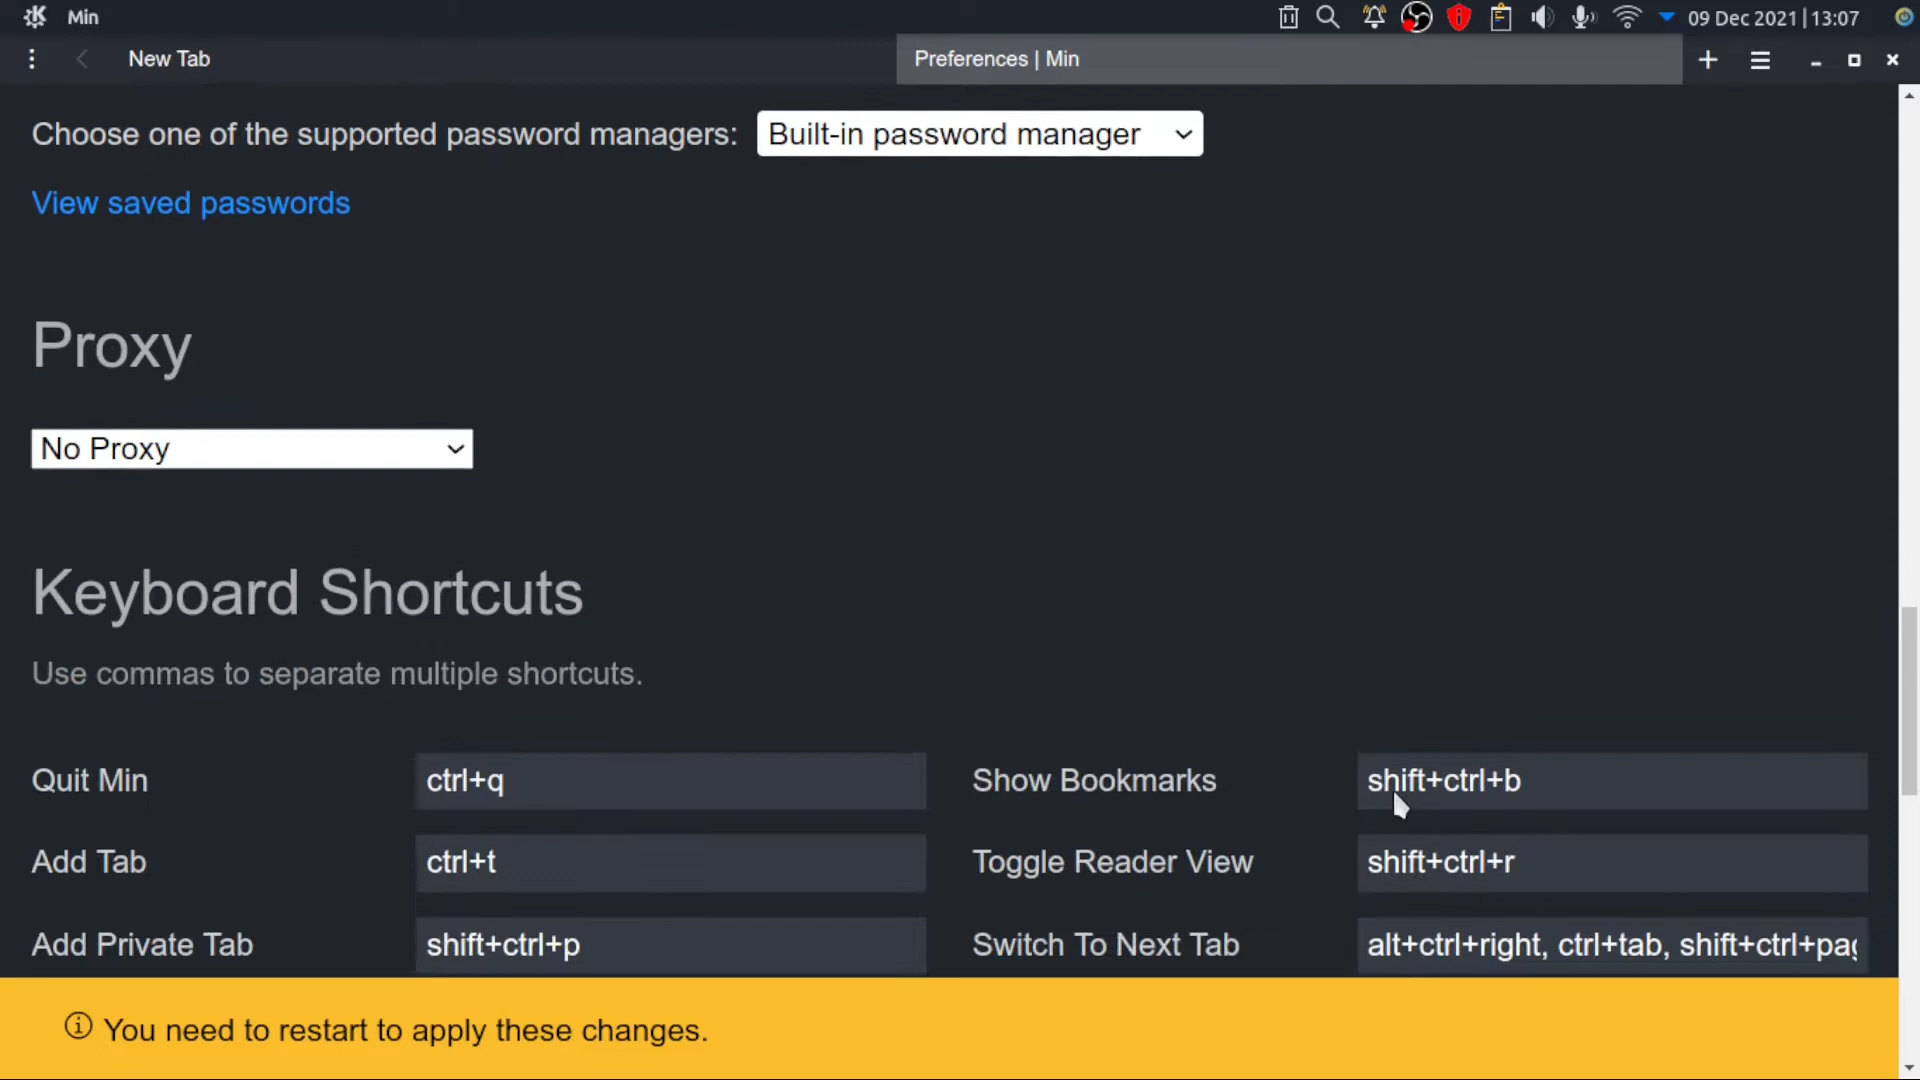 Min
09 Dec 2021|13:07
New Tab
Preferences | Min
Choose one of the supported password managers: Built-in password manager
View saved passwords
Proxy
No Proxy
Keyboard Shortcuts
Use commas to separate multiple shortcuts.
Quit Min ctrl+q Show Bookmarks shift+ctrl+b
Add Tab ctrl+t Toggle Reader View shift+ctrl+r
Add Private Tab shift+ctrl+p Switch To Next Tab alt+ctrl+right, ctrl+tab, shift+ctrl+pag
You need to restart to apply these changes.